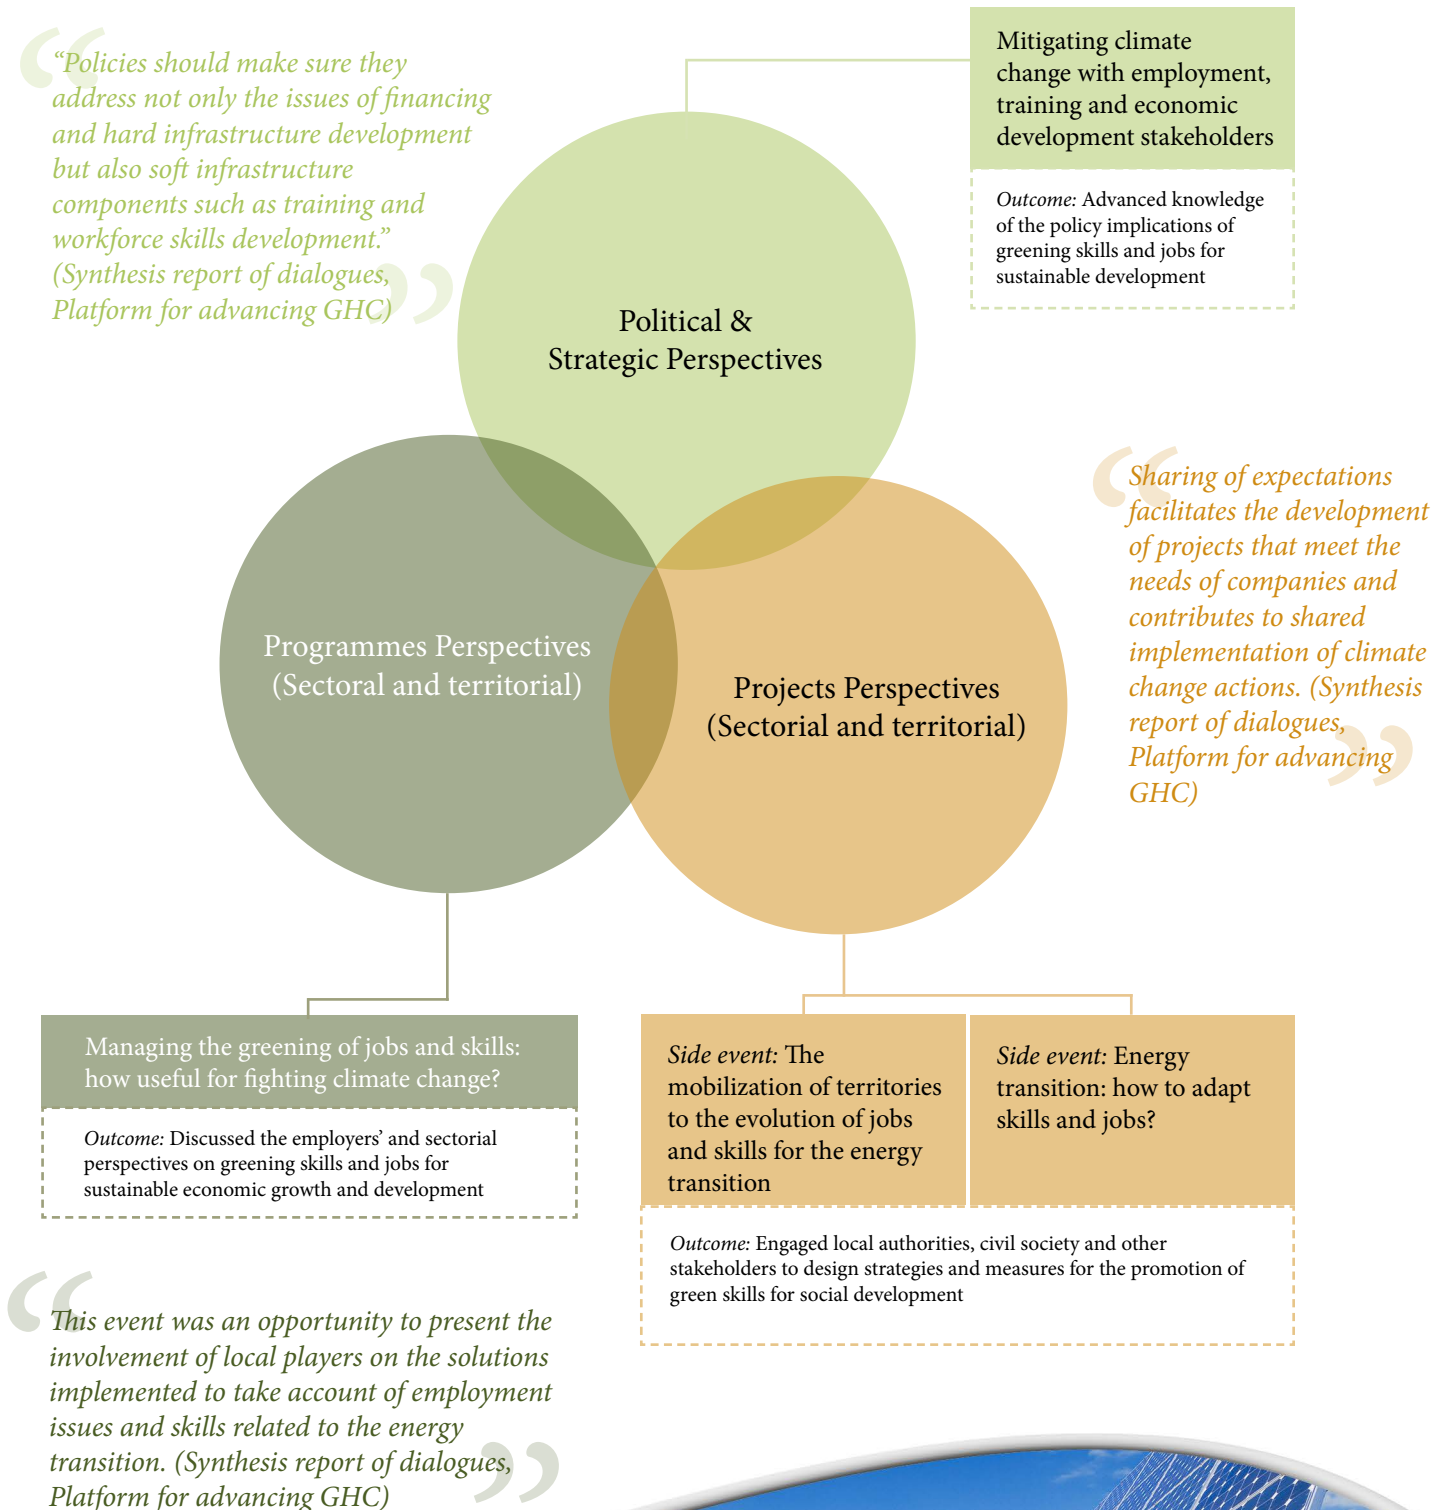 “Policies should make sure they
address not only the issues of financing
and hard infrastructure development
but also soft infrastructure
components such as training and
workforce skills development.”
(Synthesis report of dialogues,
Platform for advancing GHC)
Mitigating climate
change with employment,
training and economic
development stakeholders
Outcome: Advanced knowledge
of the policy implications of
greening skills and jobs for
sustainable development
Political &
Strategic Perspectives
Sharing of expectations
facilitates the development
of projects that meet the
needs of companies and
contributes to shared
implementation of climate
change actions. (Synthesis
report of dialogues,
Platform for advancing
GHC)
Programmes Perspectives
(Sectoral and territorial)
Projects Perspectives
(Sectorial and territorial)
Managing the greening of jobs and skills:
how useful for fighting climate change?
Outcome: Discussed the employers’ and sectorial
perspectives on greening skills and jobs for
sustainable economic growth and development
Side event: The
mobilization of territories
to the evolution of jobs
and skills for the energy
transition
Side event: Energy
transition: how to adapt
skills and jobs?
Outcome: Engaged local authorities, civil society and other
stakeholders to design strategies and measures for the promotion of
green skills for social development
This event was an opportunity to present the
involvement of local players on the solutions
implemented to take account of employment
issues and skills related to the energy
transition. (Synthesis report of dialogues,
Platform for advancing GHC)